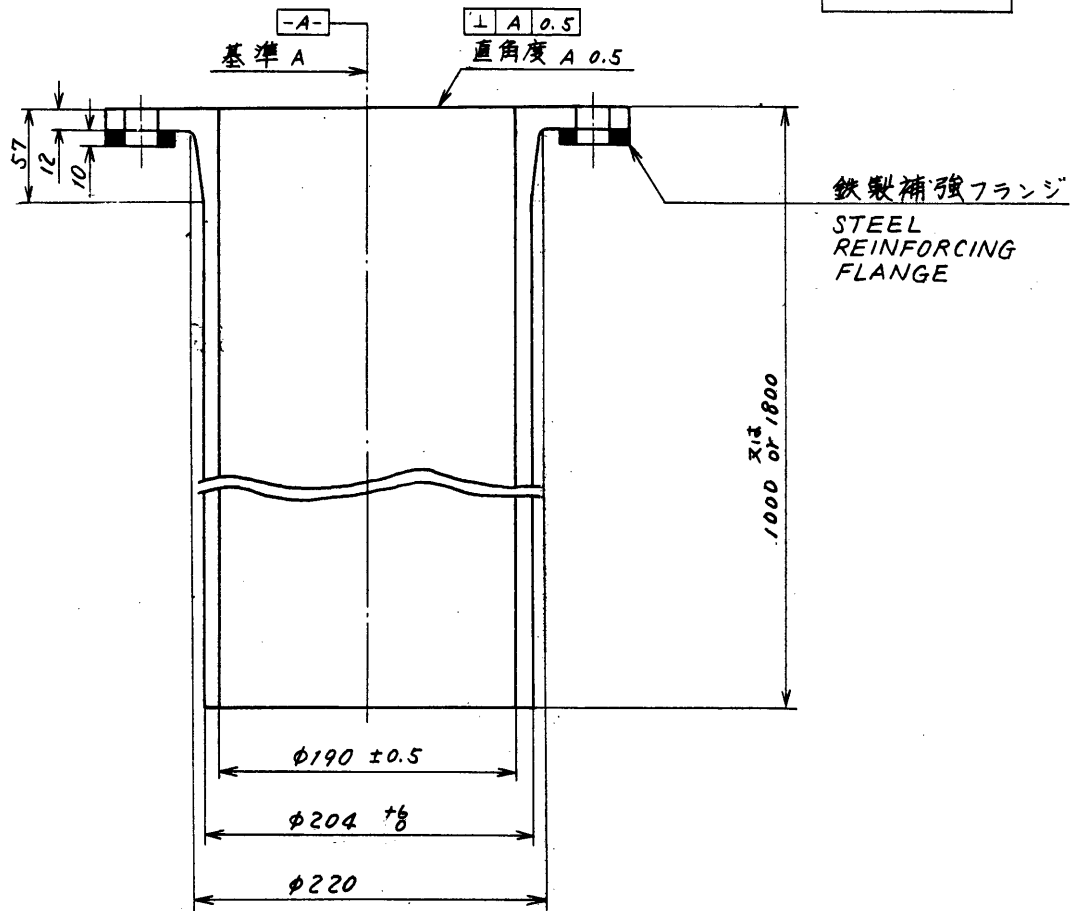 -A-
⊥ A 0.5
基準 A
直角度 A 0.5
57
12
10
鉄製補強フランジ
STEEL
REINFORCING
FLANGE
又は
1000 or 1800
φ190 ±0.5
φ204 +6 0
φ220